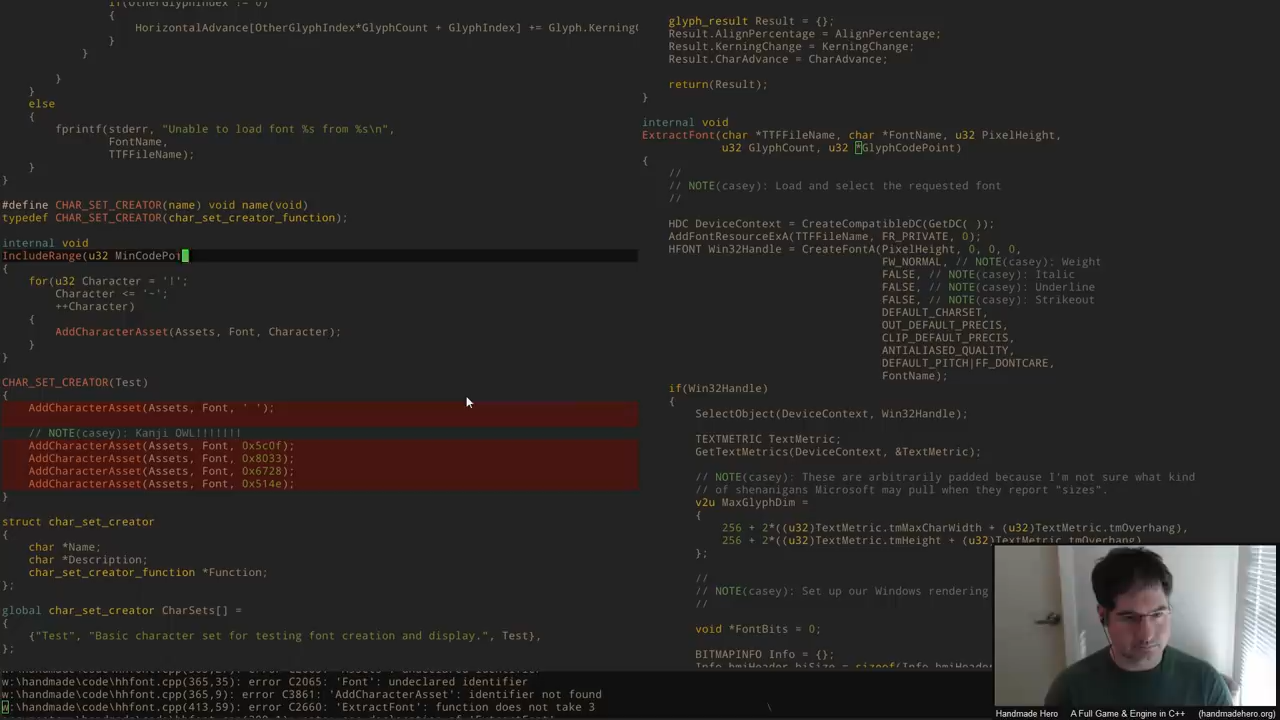 if(OtherGlyphIndex != 0)
{
HorizontalAdvance[OtherGlyphIndex*GlyphCount + GlyphIndex] += Glyph.Kerning
}
}
}
}
else
{
fprintf(stderr, "Unable to load font %s from %s\n",
FontName,
TTFFileName);
}
}
#define CHAR_SET_CREATOR(name) void name(void)
typedef CHAR_SET_CREATOR(char_set_creator_function);
internal void
IncludeRange(u32 MinCodePoi
{
for(u32 Character = '!';
Character <= '~';
++Character)
{
AddCharacterAsset(Assets, Font, Character);
}
}
CHAR_SET_CREATOR(Test)
{
AddCharacterAsset(Assets, Font, ' ');
// NOTE(casey): Kanji OWL!!!!!!!
AddCharacterAsset(Assets, Font, 0x5c0f);
AddCharacterAsset(Assets, Font, 0x8033);
AddCharacterAsset(Assets, Font, 0x6728);
AddCharacterAsset(Assets, Font, 0x514e);
}
struct char_set_creator
{
char *Name;
char *Description;
char_set_creator_function *Function;
};
global char_set_creator CharSets[] =
{
{"Test", "Basic character set for testing font creation and display.", Test},
};
w:\handmade\code\hhfont.cpp(365,35): error C2065: 'Font': undeclared identifier
w:\handmade\code\hhfont.cpp(365,9): error C3861: 'AddCharacterAsset': identifier not found
w:\handmade\code\hhfont.cpp(413,59): error C2660: 'ExtractFont': function does not take 3 \
glyph_result Result = {};
Result.AlignPercentage = AlignPercentage;
Result.KerningChange = KerningChange;
Result.CharAdvance = CharAdvance;
return(Result);
}
internal void
ExtractFont(char *TTFFileName, char *FontName, u32 PixelHeight,
u32 GlyphCount, u32 *GlyphCodePoint)
{
//
// NOTE(casey): Load and select the requested font
//
HDC DeviceContext = CreateCompatibleDC(GetDC( ));
AddFontResourceExA(TTFFileName, FR_PRIVATE, 0);
HFONT Win32Handle = CreateFontA(PixelHeight, 0, 0, 0,
FW_NORMAL, // NOTE(casey): Weight
FALSE, // NOTE(casey): Italic
FALSE, // NOTE(casey): Underline
FALSE, // NOTE(casey): Strikeout
DEFAULT_CHARSET,
OUT_DEFAULT_PRECIS,
CLIP_DEFAULT_PRECIS,
ANTIALIASED_QUALITY,
DEFAULT_PITCH|FF_DONTCARE,
FontName);
if(Win32Handle)
{
SelectObject(DeviceContext, Win32Handle);
TEXTMETRIC TextMetric;
GetTextMetrics(DeviceContext, &TextMetric);
// NOTE(casey): These are arbitrarily padded because I'm not sure what kind
// of shenanigans Microsoft may pull when they report "sizes".
v2u MaxGlyphDim =
{
256 + 2*((u32)TextMetric.tmMaxCharWidth + (u32)TextMetric.tmOverhang),
256 + 2*((u32)TextMetric.tmHeight + (u32)TextMetric.tmOverhang)
};
//
// NOTE(casey): Set up our Windows rendering
//
void *FontBits = 0;
BITMAPINFO Info = {};
Handmade Hero A Full Game & Engine in C++ (handmadehero.org)